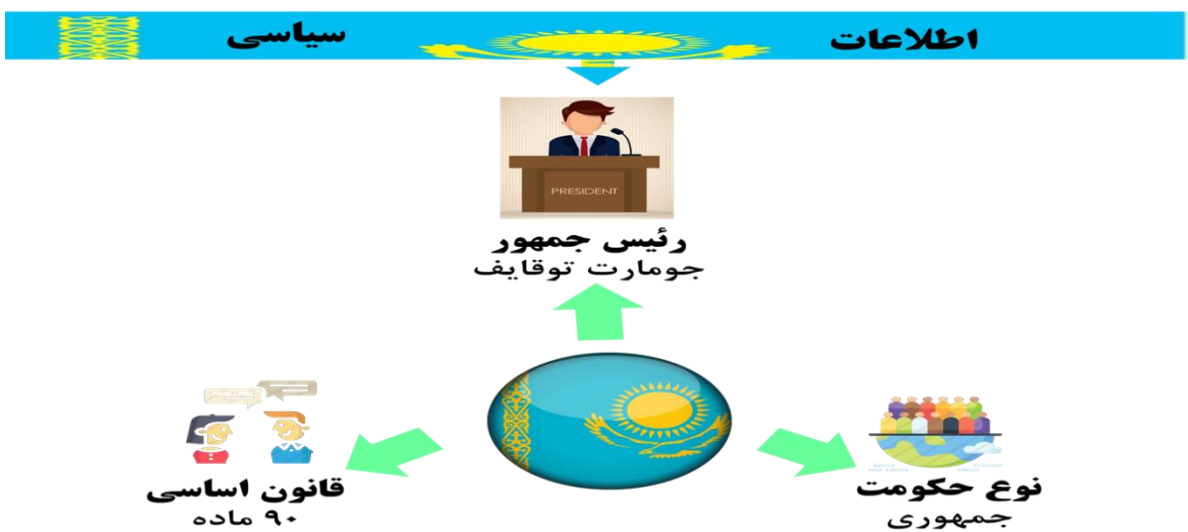 اطلاعات سیاسی
PRESIDENT
رئیس جمهور
جومارت توقایف
نوع حکومت
جمهوری
قانون اساسی
۹۰ ماده